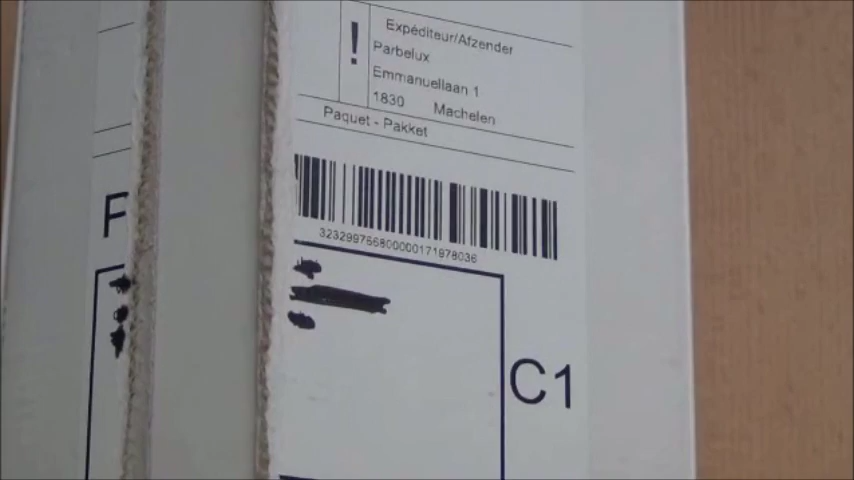 !
Expéditeur/Afzender
Parbelux
Emmanuellaan 1
1830 Machelen
Paquet - Pakket
323299766800000171978036
F
C1